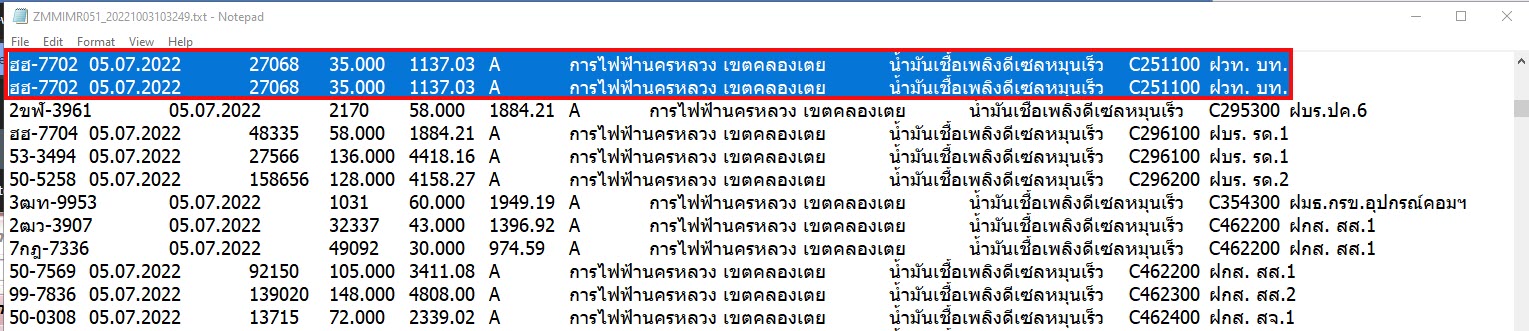 ZMMIMR051_20221003103249.txt - Notepad
File Edit Format View Help
ฮฮ-7702 05.07.2022 27068 35.000 1137.03 A การไฟฟ้านครหลวง เขตคลองเตย น้ำมันเชื้อเพลิงดีเซลหมุนเร็ว C251100 ฝวท. บท.
ฮฮ-7702 05.07.2022 27068 35.000 1137.03 A การไฟฟ้านครหลวง เขตคลองเตย น้ำมันเชื้อเพลิงดีเซลหมุนเร็ว C251100 ฝวท. บท.
2ขฬ-3961 05.07.2022 2170 58.000 1884.21 A การไฟฟ้านครหลวง เขตคลองเตย น้ำมันเชื้อเพลิงดีเซลหมุนเร็ว C295300 ฝบร.ปค.6
ฮฮ-7704 05.07.2022 48335 58.000 1884.21 A การไฟฟ้านครหลวง เขตคลองเตย น้ำมันเชื้อเพลิงดีเซลหมุนเร็ว C296100 ฝบร. รด.1
53-3494 05.07.2022 27566 136.000 4418.16 A การไฟฟ้านครหลวง เขตคลองเตย น้ำมันเชื้อเพลิงดีเซลหมุนเร็ว C296100 ฝบร. รด.1
50-5258 05.07.2022 158656 128.000 4158.27 A การไฟฟ้านครหลวง เขตคลองเตย น้ำมันเชื้อเพลิงดีเซลหมุนเร็ว C296200 ฝบร. รด.2
3ฒท-9953 05.07.2022 1031 60.000 1949.19 A การไฟฟ้านครหลวง เขตคลองเตย น้ำมันเชื้อเพลิงดีเซลหมุนเร็ว C354300 ฝมธ.กรข.อุปกรณ์คอมฯ
2ฒว-3907 05.07.2022 32337 43.000 1396.92 A การไฟฟ้านครหลวง เขตคลองเตย น้ำมันเชื้อเพลิงดีเซลหมุนเร็ว C462200 ฝกส. สส.1
7กฎ-7336 05.07.2022 49092 30.000 974.59 A การไฟฟ้านครหลวง เขตคลองเตย น้ำมันเชื้อเพลิงดีเซลหมุนเร็ว C462200 ฝกส. สส.1
50-7569 05.07.2022 92150 105.000 3411.08 A การไฟฟ้านครหลวง เขตคลองเตย น้ำมันเชื้อเพลิงดีเซลหมุนเร็ว C462200 ฝกส. สส.1
99-7836 05.07.2022 139020 148.000 4808.00 A การไฟฟ้านครหลวง เขตคลองเตย น้ำมันเชื้อเพลิงดีเซลหมุนเร็ว C462300 ฝกส. สส.2
50-0308 05.07.2022 13715 72.000 2339.02 A การไฟฟ้านครหลวง เขตคลองเตย น้ำมันเชื้อเพลิงดีเซลหมุนเร็ว C464100 ฝกส. สจ.1